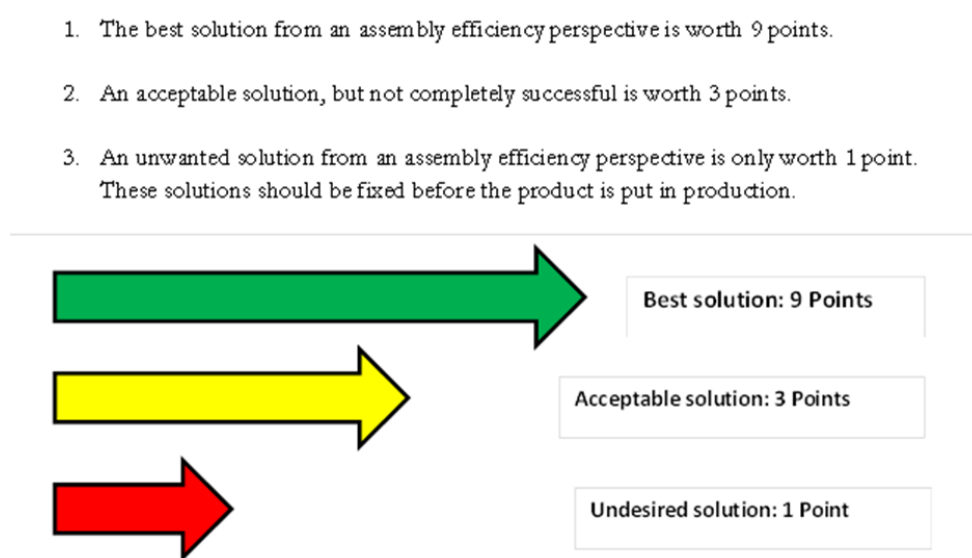 1. The best solution from an assembly efficiency perspective is worth 9 points.
2. An acceptable solution, but not completely successful is worth 3 points.
3. An unwanted solution from an assembly efficiency perspective is only worth 1 point.
These solutions should be fixed before the product is put in production.
Best solution: 9 Points
Acceptable solution: 3 Points
Undesired solution: 1 Point